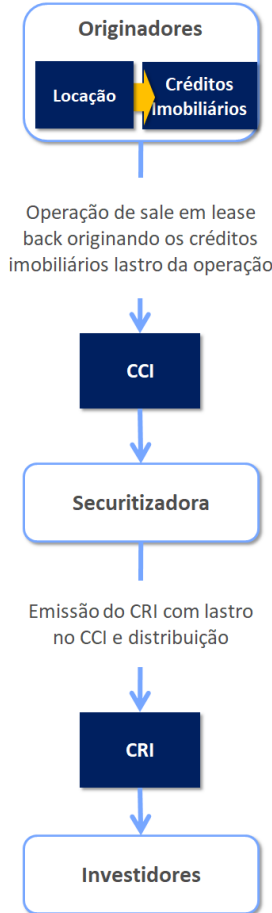 Originadores
Locação
Créditos
Imobiliários
Operação de sale em lease
back originando os créditos
imobiliários lastro da operação
CCI
Securitizadora
Emissão do CRI com lastro
no CCI e distribuição
CRI
Investidores